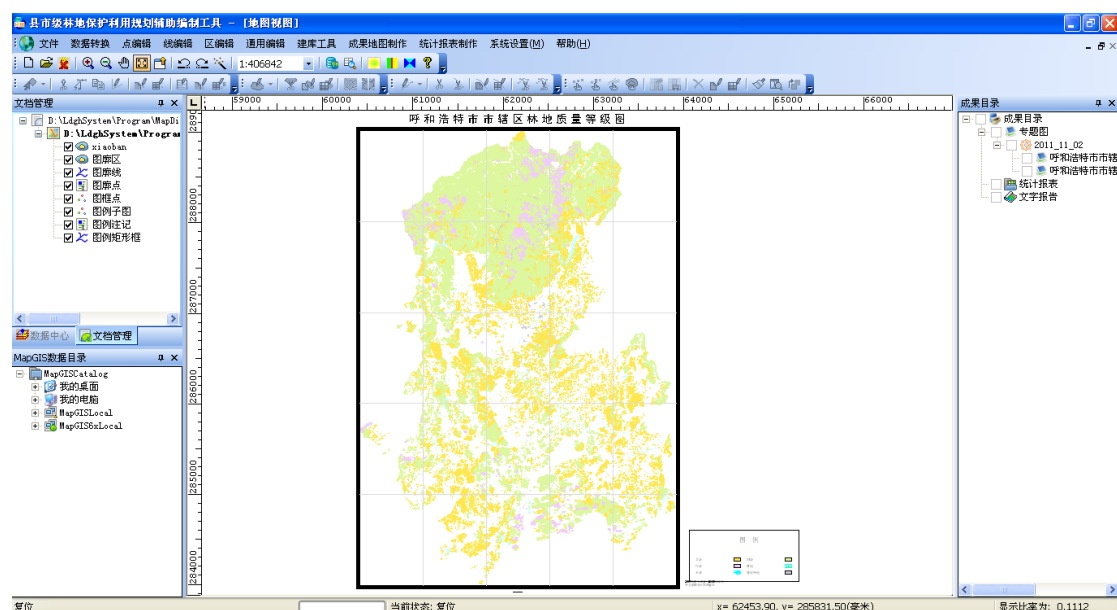 县市级林地保护利用规划辅助编制工具 - [地图视图]
文件 数据转换 点编辑 线编辑 区编辑 通用编辑 建库工具 成果地图制作 统计报表制作 系统设置(M) 帮助(H)
1:406842
文档管理
D:\LdghSystem\Program\MapDi
D:\LdghSystem\Progra
xiaoban
图廓区
图廓线
图廓点
图框点
图例子图
图例注记
图例矩形框
数据中心 文档管理
MapGIS数据目录
MapGISCatalog
我的桌面
我的电脑
MapGISLocal
MapGIS6xLocal
L
59000 60000 61000 62000 63000 64000 65000 66000
28900
288000
287000
286000
285000
284000
呼和浩特市市辖区林地质量等级图
图 例
成果目录
成果目录
专题图
2011_11_02
呼和浩特市市辖
呼和浩特市市辖
统计报表
文字报告
复位 当前状态: 复位 x= 62453.90, y= 285831.50(毫米) 显示比率为: 0.1112